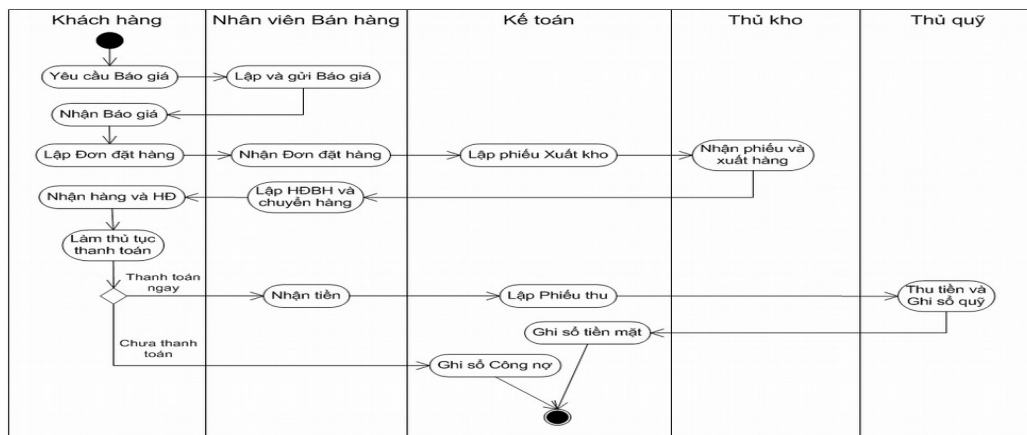 Khách hàng
Nhân viên Bán hàng
Kế toán
Thủ kho
Thủ quỹ
Yêu cầu Báo giá
Lập và gửi Báo giá
Nhận Báo giá
Lập Đơn đặt hàng
Nhận Đơn đặt hàng
Lập phiếu Xuất kho
Nhận phiếu và
xuất hàng
Nhận hàng và HĐ
Lập HĐBH và
chuyển hàng
Làm thủ tục
thanh toán
Thanh toán
ngay
Nhận tiền
Lập Phiếu thu
Thu tiền và
Ghi sổ quỹ
Ghi sổ tiền mặt
Chưa thanh
toán
Ghi sổ Công nợ